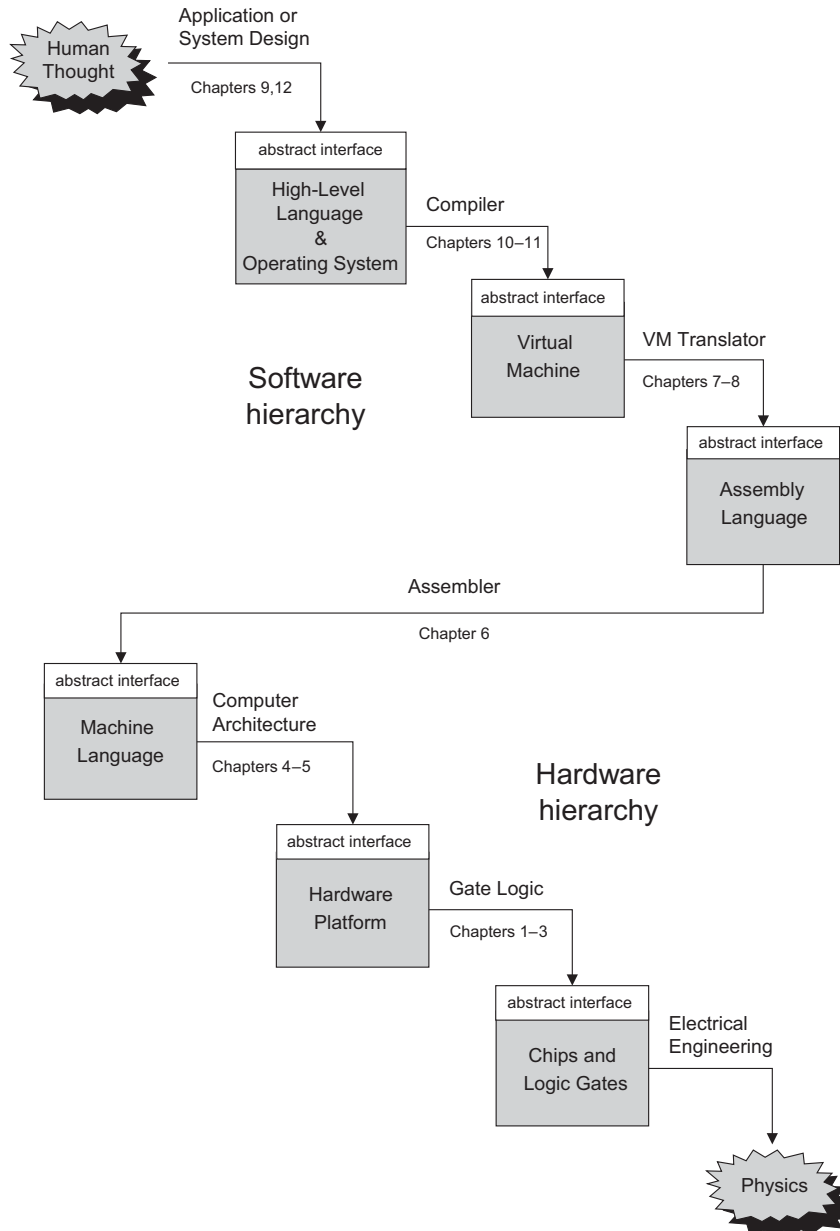 Application or
System Design
Human
Thought
Chapters 9,12
abstract interface
High-Level
Language
&
Operating System
Compiler
Chapters 10–11
abstract interface
Virtual
Machine
VM Translator
Chapters 7–8
Software
hierarchy
abstract interface
Assembly
Language
Assembler
Chapter 6
abstract interface
Machine
Language
Computer
Architecture
Chapters 4–5
Hardware
hierarchy
abstract interface
Hardware
Platform
Gate Logic
Chapters 1–3
abstract interface
Chips and
Logic Gates
Electrical
Engineering
Physics